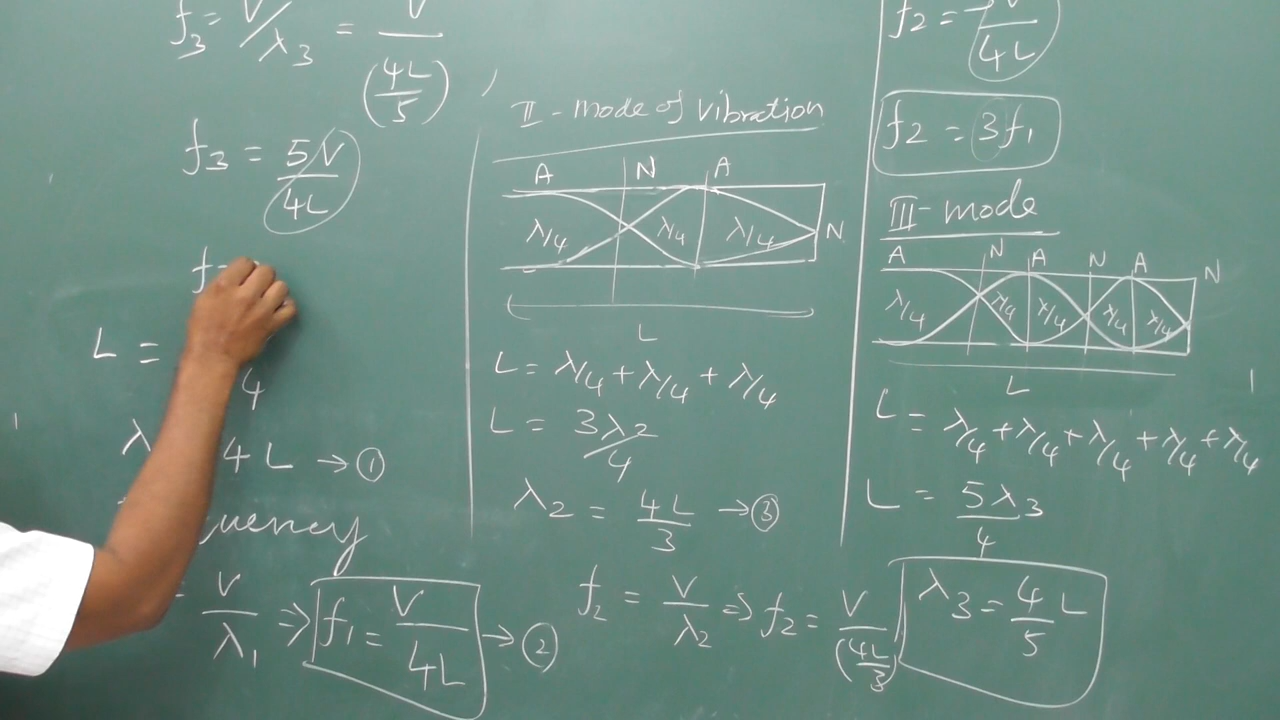 f3 = V/λ3 = V/(4L/5)
f3 = 5V/4L
f
L =
4
λ 4L → ①
uency
= V/λ1 ⇒ f1 = V/4L → ②
II - mode of vibration
A N A
λ/4 λ/4 λ/4 N
L
L = λ/4 + λ/4 + λ/4
L = 3λ2/4
λ2 = 4L/3 → ③
f2 = V/λ2 ⇒ f2 = V/(4L/3)
f2 = V/4L
f2 = 3f1
III - mode
A N A N A N
λ/4 λ/4 λ/4 λ/4 λ/4
L
L = λ/4 + λ/4 + λ/4 + λ/4 + λ/4
L = 5λ3/4
λ3 = 4/5 L